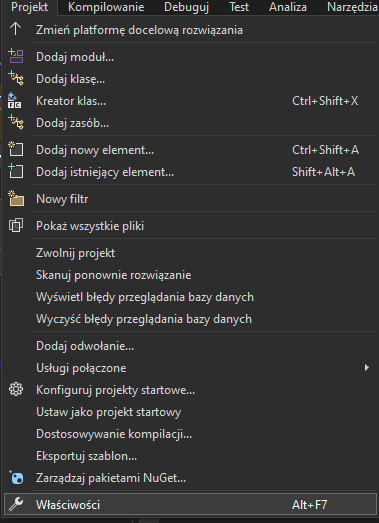 Projekt Kompilowanie Debuguj Test Analiza Narzędzia
Zmień platformę docelową rozwiązania
Dodaj moduł...
Dodaj klasę...
Kreator klas... Ctrl+Shift+X
Dodaj zasób...
Dodaj nowy element... Ctrl+Shift+A
Dodaj istniejący element... Shift+Alt+A
Nowy filtr
Pokaż wszystkie pliki
Zwolnij projekt
Skanuj ponownie rozwiązanie
Wyświetl błędy przeglądania bazy danych
Wyczyść błędy przeglądania bazy danych
Dodaj odwołanie...
Usługi połączone
Konfiguruj projekty startowe...
Ustaw jako projekt startowy
Dostosowywanie kompilacji...
Eksportuj szablon...
Zarządzaj pakietami NuGet...
Właściwości Alt+F7